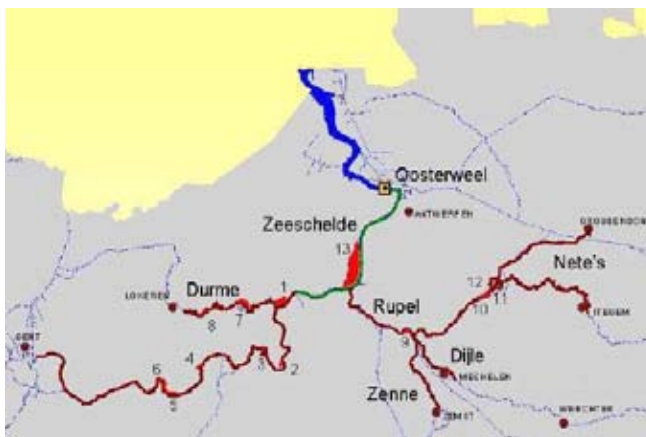 Oosterweel
ANTWERPEN
Zeeschelde
13
Nete's
Durme
1
12
11
10
LOKEREN
8
7
Rupel
ITEGEM
GENT
9
Dijle
MECHELEN
6
4
3
2
5
Zenne
ZEMST